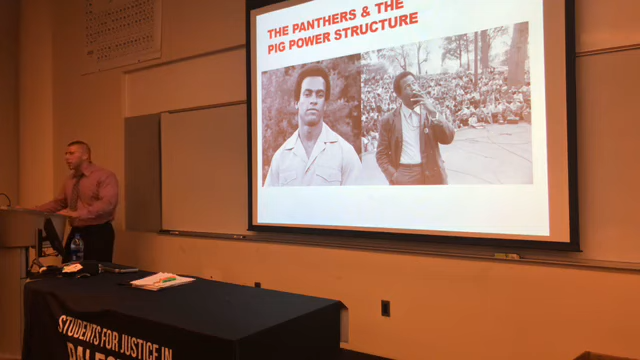 THE PANTHERS & THE
PIG POWER STRUCTURE
STUDENTS FOR JUSTICE IN